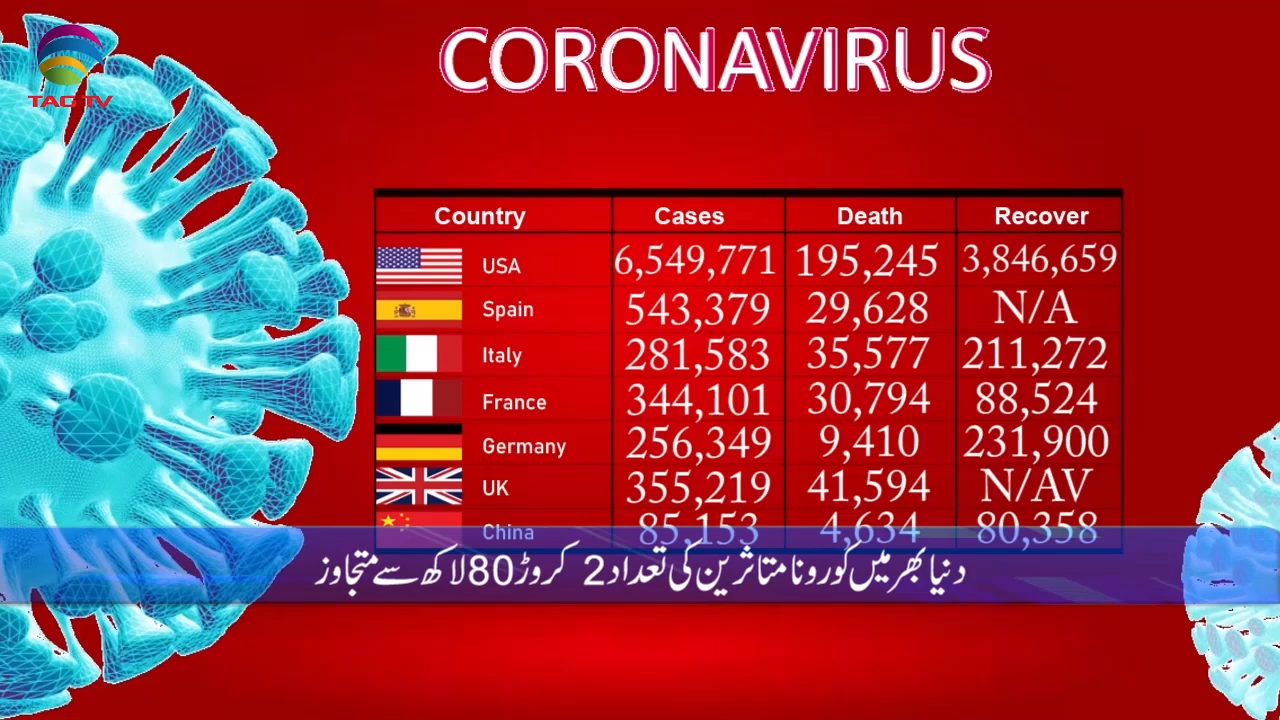 TAG TV
CORONAVIRUS
Country Cases Death Recover
USA 6,549,771 195,245 3,846,659
Spain 543,379 29,628 N/A
Italy 281,583 35,577 211,272
France 344,101 30,794 88,524
Germany 256,349 9,410 231,900
UK 355,219 41,594 N/AV
China 85,153 4,634 80,358
دنیا بھر میں کورونا متاثرین کی تعداد 2 کروڑ 80 لاکھ سے متجاوز